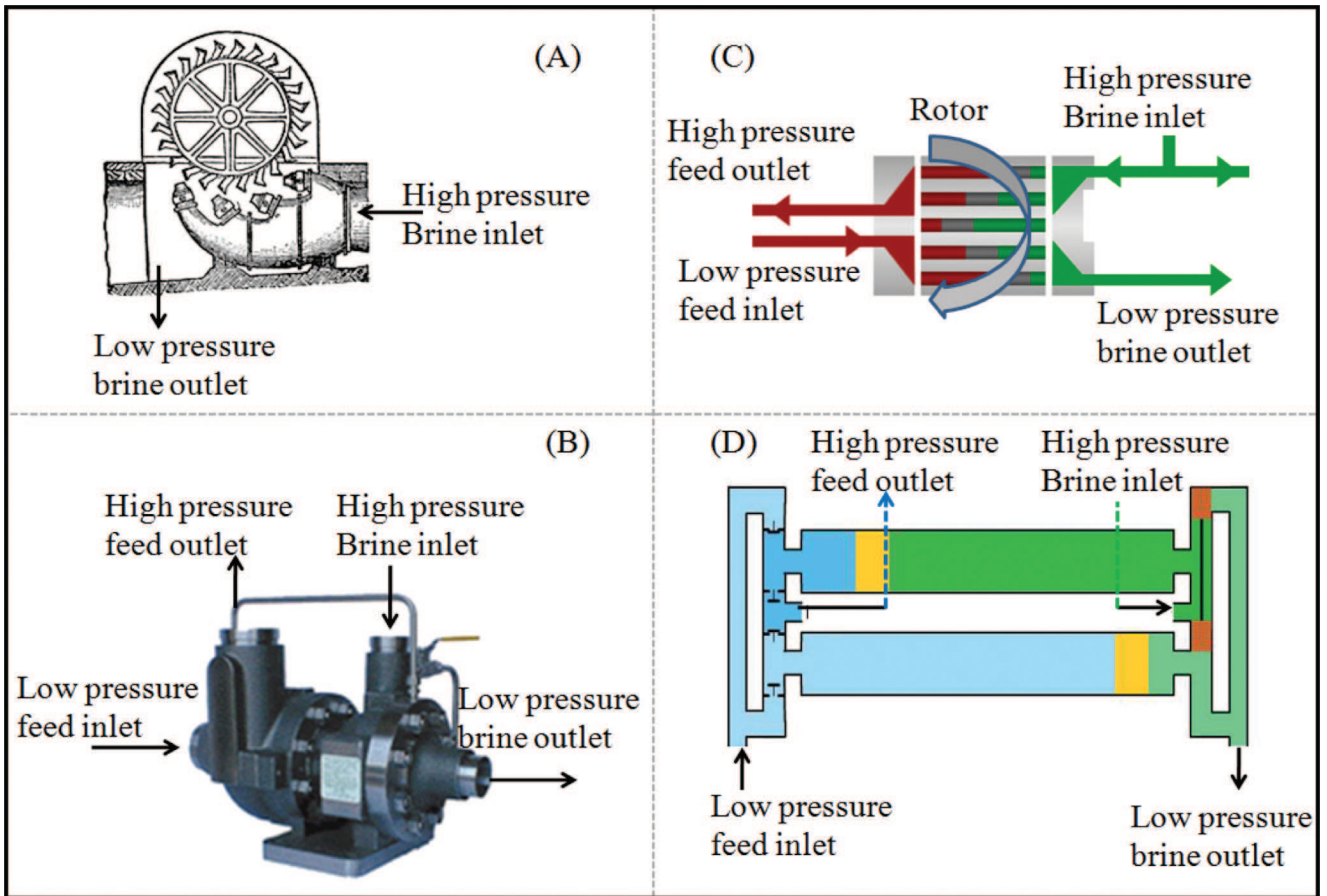 (A)
High pressure
Brine inlet
Low pressure
brine outlet
(C)
High pressure
Brine inlet
Rotor
High pressure
feed outlet
Low pressure
feed inlet
Low pressure
brine outlet
(B)
High pressure
feed outlet
High pressure
Brine inlet
Low pressure
feed inlet
Low pressure
brine outlet
(D)
High pressure
feed outlet
High pressure
Brine inlet
Low pressure
feed inlet
Low pressure
brine outlet